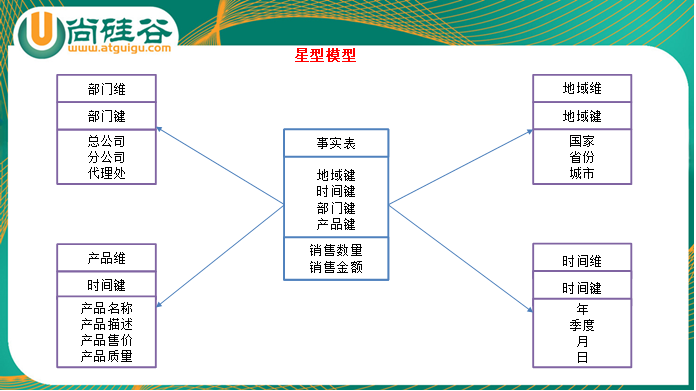 尚硅谷
www.atguigu.com
星型模型
部门维
部门键
总公司
分公司
代理处
事实表
地域键
时间键
部门键
产品键
销售数量
销售金额
地域维
地域键
国家
省份
城市
产品维
时间键
产品名称
产品描述
产品售价
产品质量
时间维
时间键
年
季度
月
日